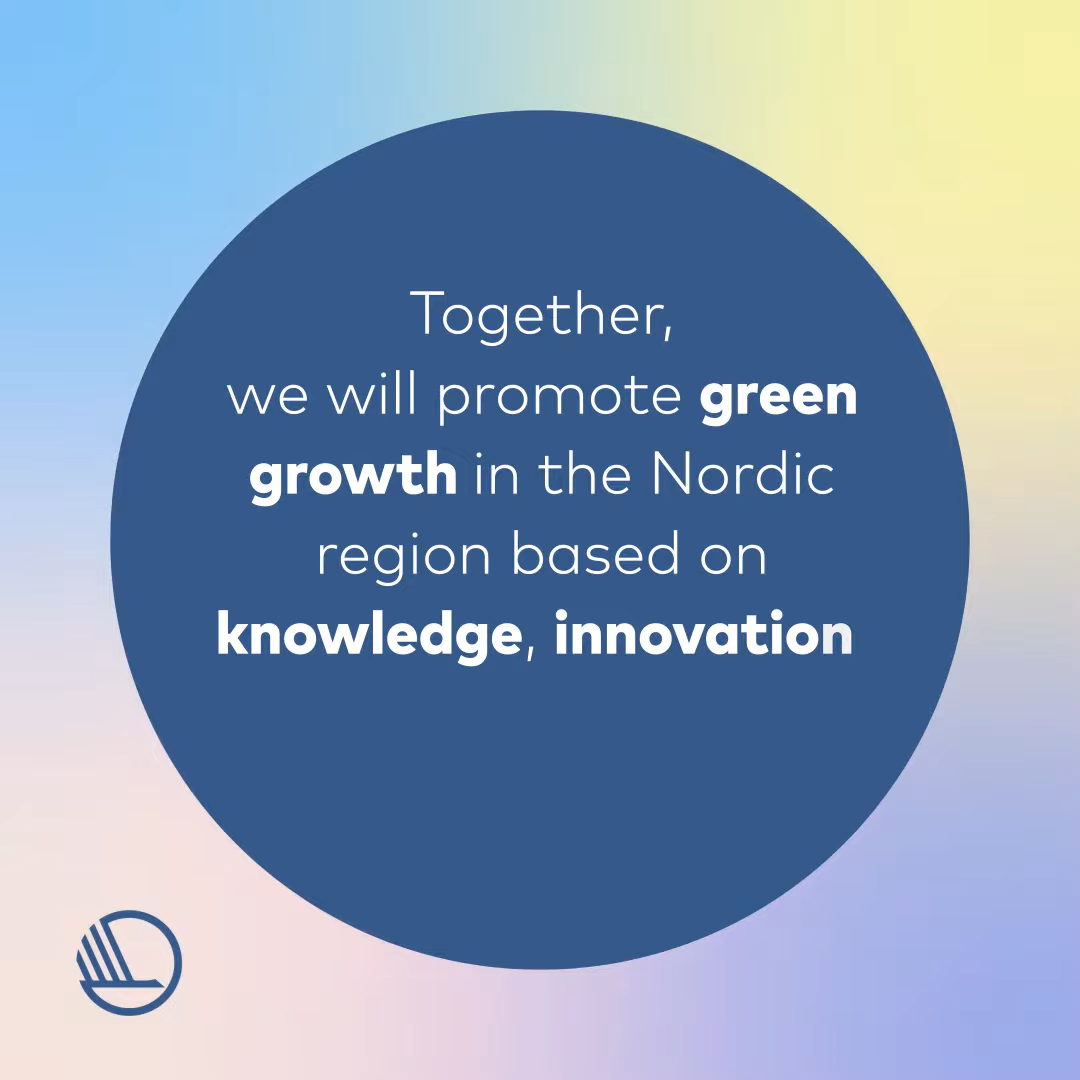 Together,
we will promote green
growth in the Nordic
region based on
knowledge, innovation